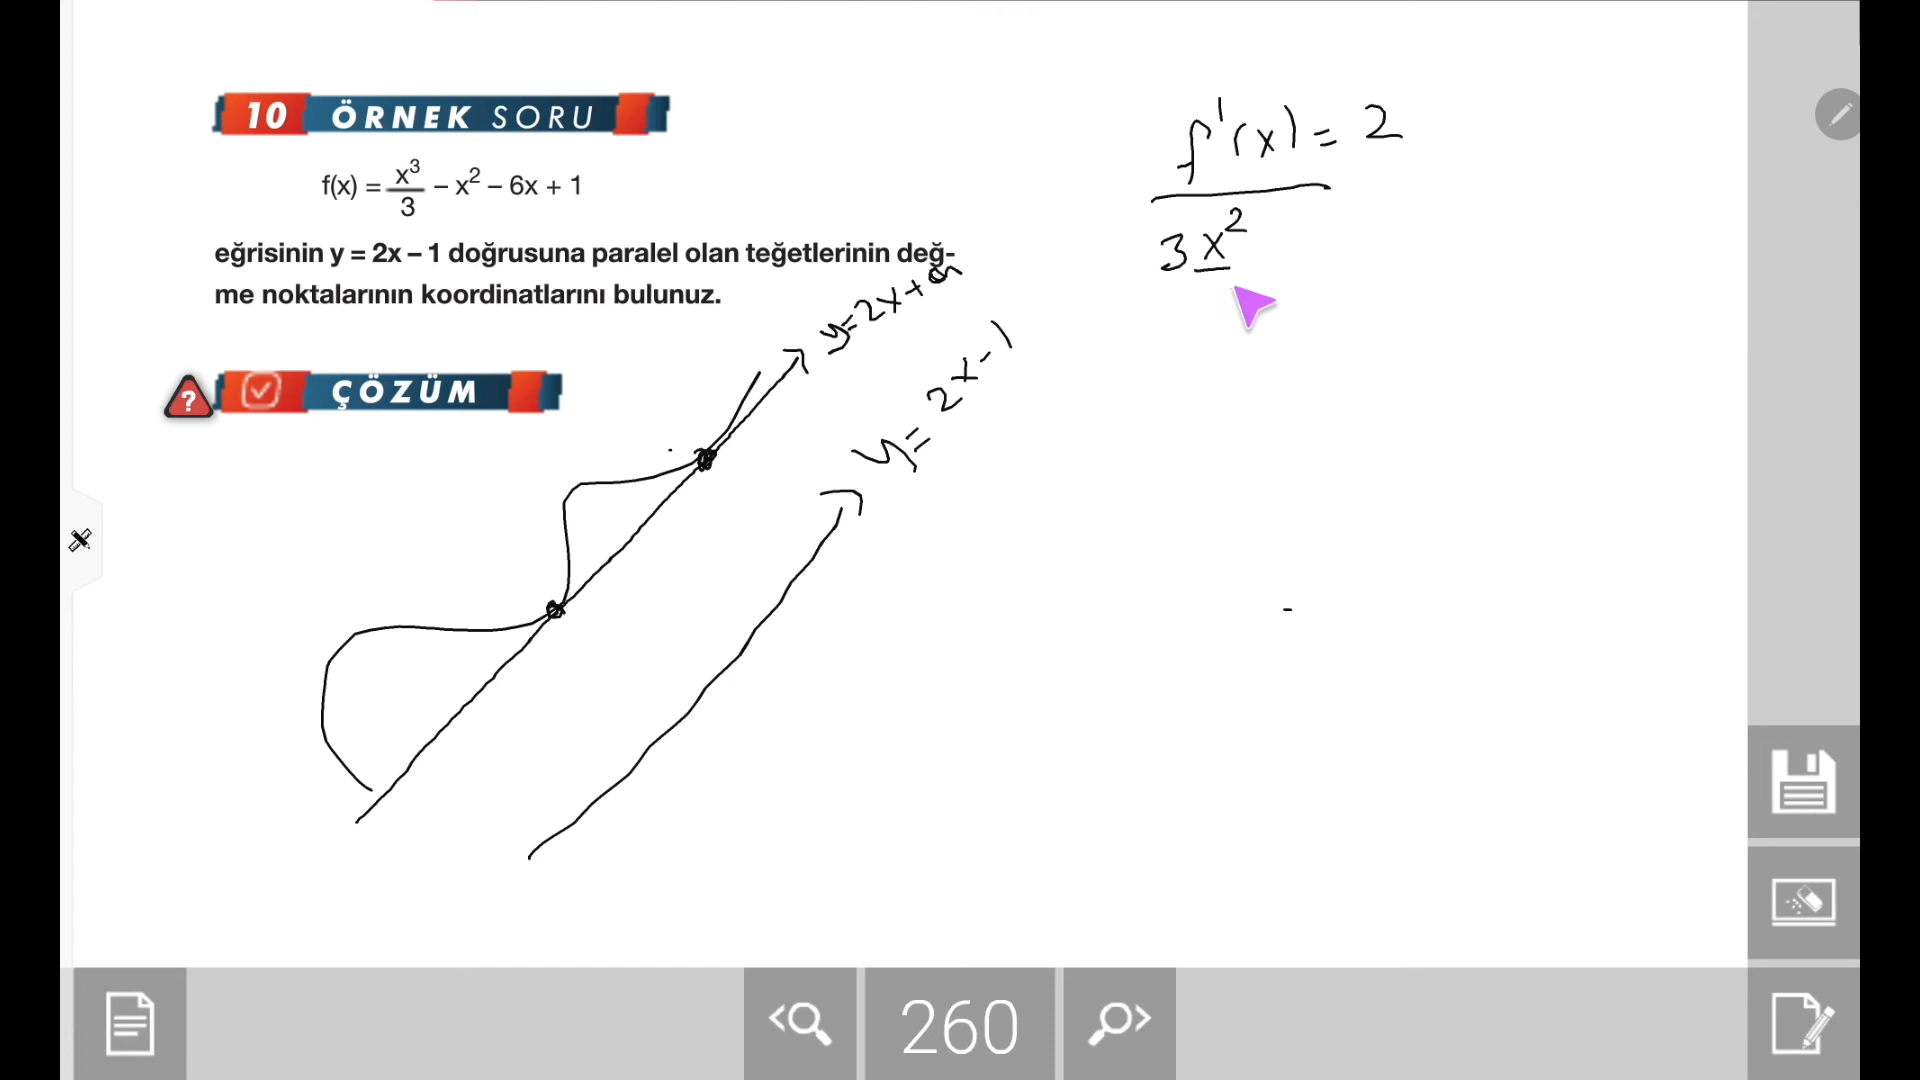 10 ÖRNEK SORU
f(x) = x³/3 – x² – 6x + 1
eğrisinin y = 2x – 1 doğrusuna paralel olan teğetlerinin değ-
me noktalarının koordinatlarını bulunuz.
ÇÖZÜM
y=2x+n
y=2x-1
f'(x)=2
3x²
260